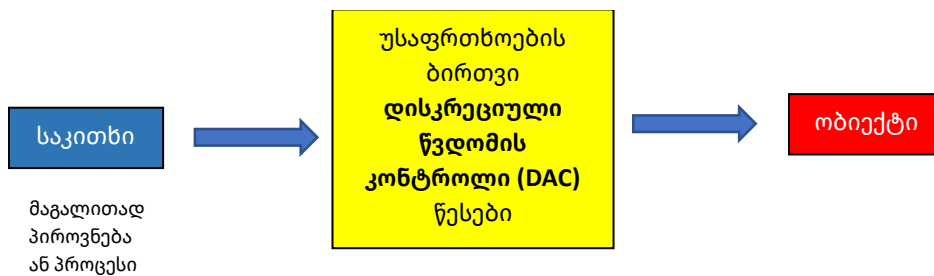 საკითხი
მაგალითად
პიროვნება
ან პროცესი
უსაფრთხოების
ბირთვი
დისკრეციული
წვდომის
კონტროლი (DAC)
წესები
ობიექტი